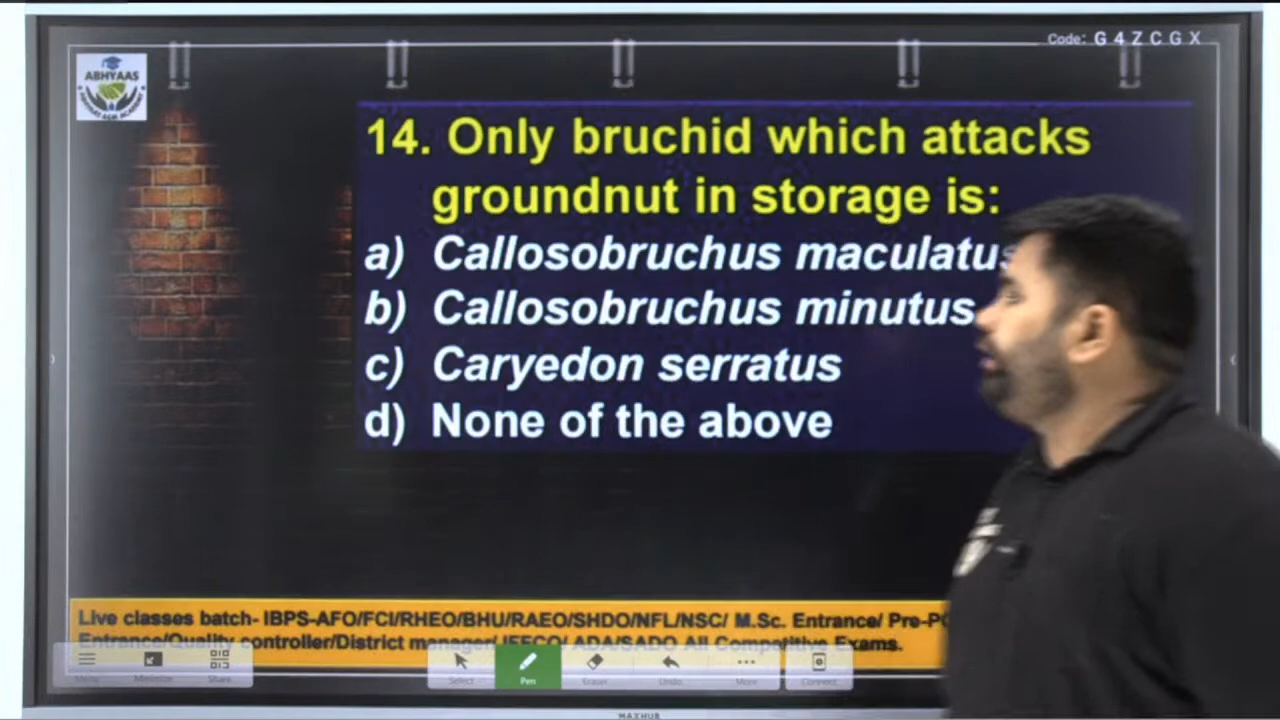 Code: G 4 Z C G X
ABHYAAS
14. Only bruchid which attacks
groundnut in storage is:
a) Callosobruchus maculatus
b) Callosobruchus minutus
c) Caryedon serratus
d) None of the above
Live classes batch- IBPS-AFO/FCI/RHEO/BHU/RAEO/SHDO/NFL/NSC/ M.Sc. Entrance/ Pre-P
Entrance/Quality controller/District manager/ IFFCO/ ADA/SADO All Competitive Exams.
Menu Minimize Share Select Pen Eraser Undo More Connect
MAXHUB